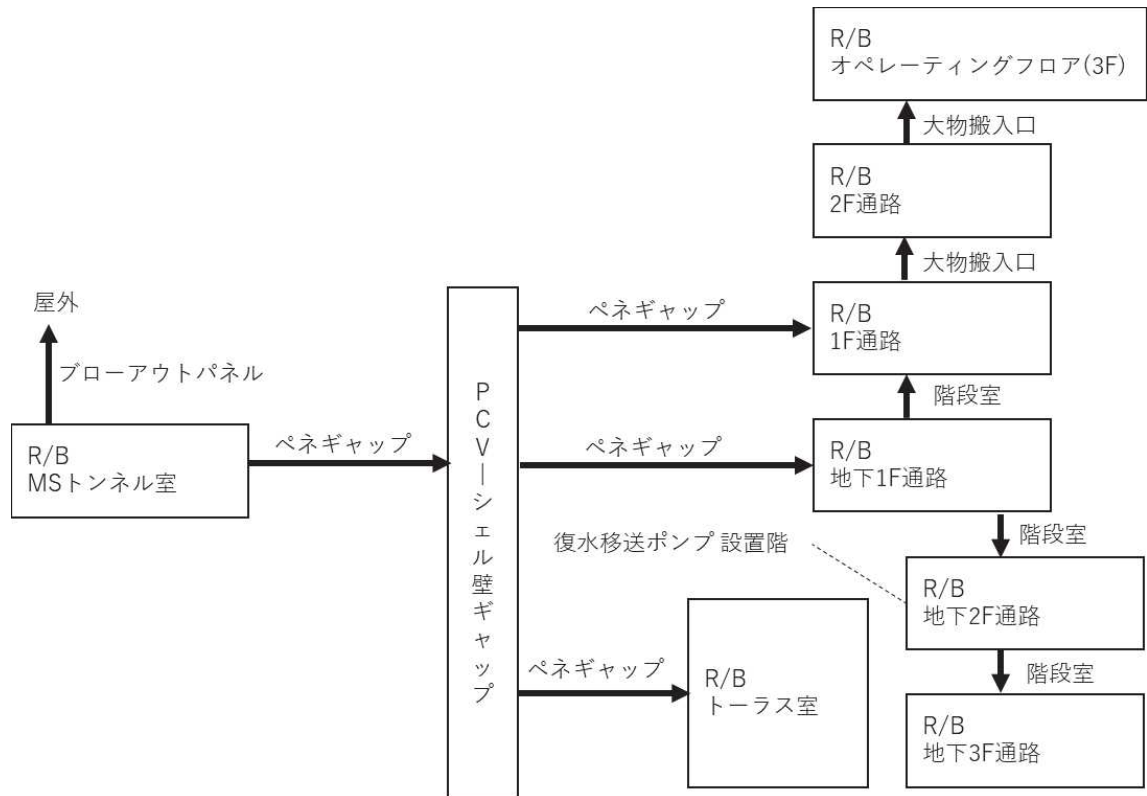 R/B
オペレーティングフロア(3F)
大物搬入口
R/B
2F通路
大物搬入口
屋外
ペネギャップ
R/B
1F通路
ブローアウトパネル
PCV―シェル壁ギャップ
階段室
R/B
MSトンネル室
ペネギャップ
ペネギャップ
R/B
地下1F通路
復水移送ポンプ 設置階
階段室
R/B
地下2F通路
ペネギャップ
R/B
トーラス室
階段室
R/B
地下3F通路